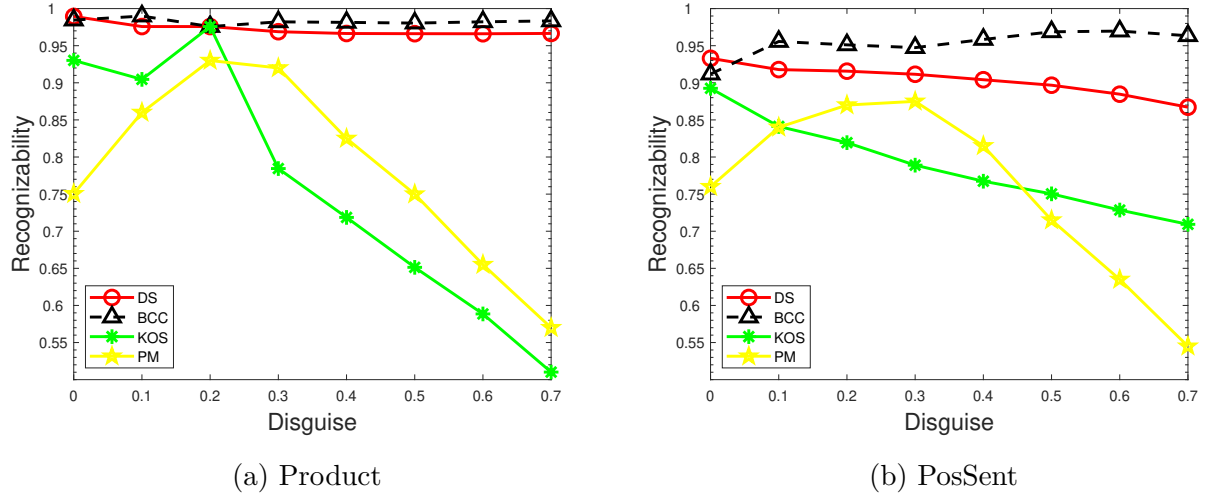 1
0.95
0.9
0.85
0.8
0.75
0.7
0.65
0.6
0.55
Recognizability
DS
BCC
KOS
PM
0 0.1 0.2 0.3 0.4 0.5 0.6 0.7
Disguise
(a) Product
1
0.95
0.9
0.85
0.8
0.75
0.7
0.65
0.6
0.55
Recognizability
DS
BCC
KOS
PM
0 0.1 0.2 0.3 0.4 0.5 0.6 0.7
Disguise
(b) PosSent